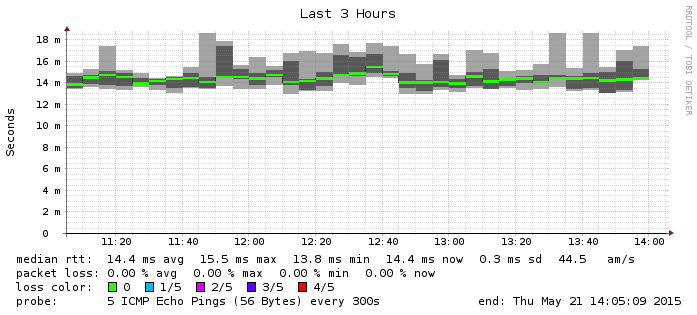 Last 3 Hours
RRDTOOL / TOBI OETIKER
Seconds
18 m
16 m
14 m
12 m
10 m
8 m
6 m
4 m
2 m
0
11:20 11:40 12:00 12:20 12:40 13:00 13:20 13:40 14:00
median rtt: 14.4 ms avg 15.5 ms max 13.8 ms min 14.4 ms now 0.3 ms sd 44.5 am/s
packet loss: 0.00 % avg 0.00 % max 0.00 % min 0.00 % now
loss color: 0 1/5 2/5 3/5 4/5
probe: 5 ICMP Echo Pings (56 Bytes) every 300s end: Thu May 21 14:05:09 2015